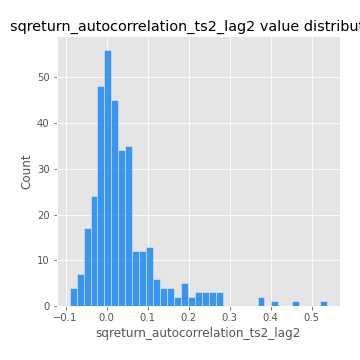 sqreturn_autocorrelation_ts2_lag2 value distribut
50
40
30
20
10
0
Count
−0.1 0.0 0.1 0.2 0.3 0.4 0.5
sqreturn_autocorrelation_ts2_lag2